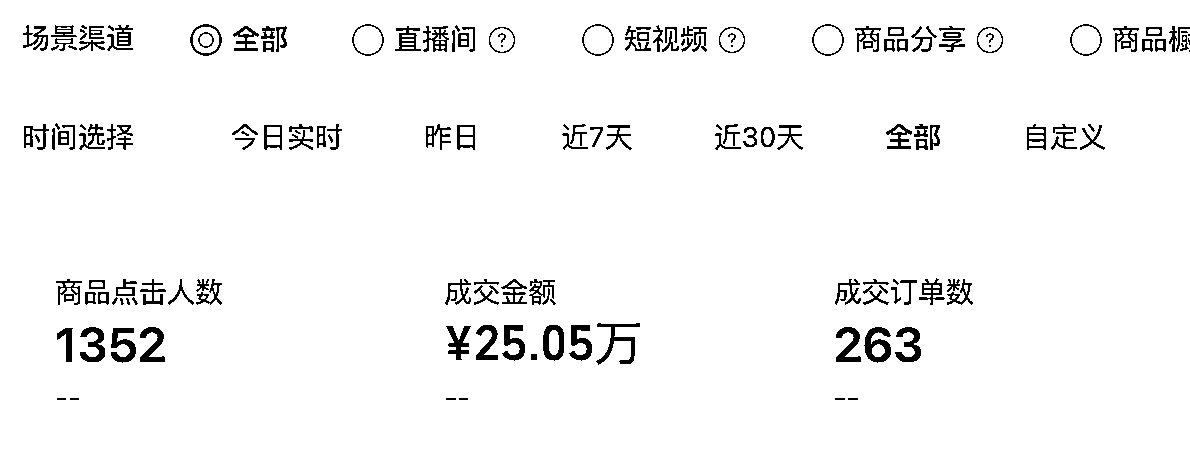 场景渠道 全部 直播间 ? 短视频 ? 商品分享 ? 商品橱
时间选择 今日实时 昨日 近7天 近30天 全部 自定义
商品点击人数 成交金额 成交订单数
1352 ¥25.05万 263
-- -- --